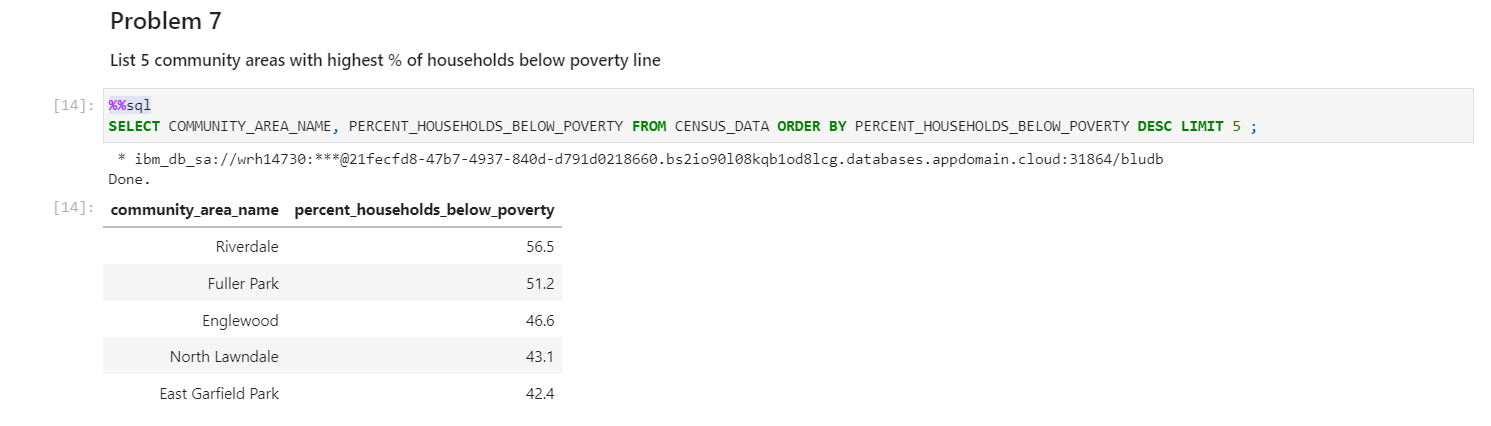 Problem 7
List 5 community areas with highest % of households below poverty line
[14]: %%sql
SELECT COMMUNITY_AREA_NAME, PERCENT_HOUSEHOLDS_BELOW_POVERTY FROM CENSUS_DATA ORDER BY PERCENT_HOUSEHOLDS_BELOW_POVERTY DESC LIMIT 5 ;
* ibm_db_sa://wrh14730:***@21fecfd8-47b7-4937-840d-d791d0218660.bs2io90l08kqb1od8lcg.databases.appdomain.cloud:31864/bludb
Done.
[14]: community_area_name percent_households_below_poverty
Riverdale 56.5
Fuller Park 51.2
Englewood 46.6
North Lawndale 43.1
East Garfield Park 42.4